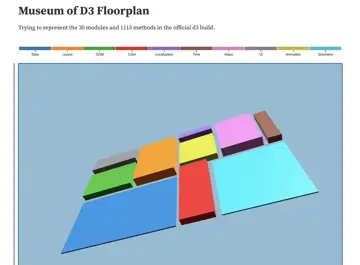 Museum of D3 Floorplan
Trying to represent the 30 modules and 1115 methods in the official d3 build.
Data Layout DOM Color Localization Time Maps UI Animation Geometry